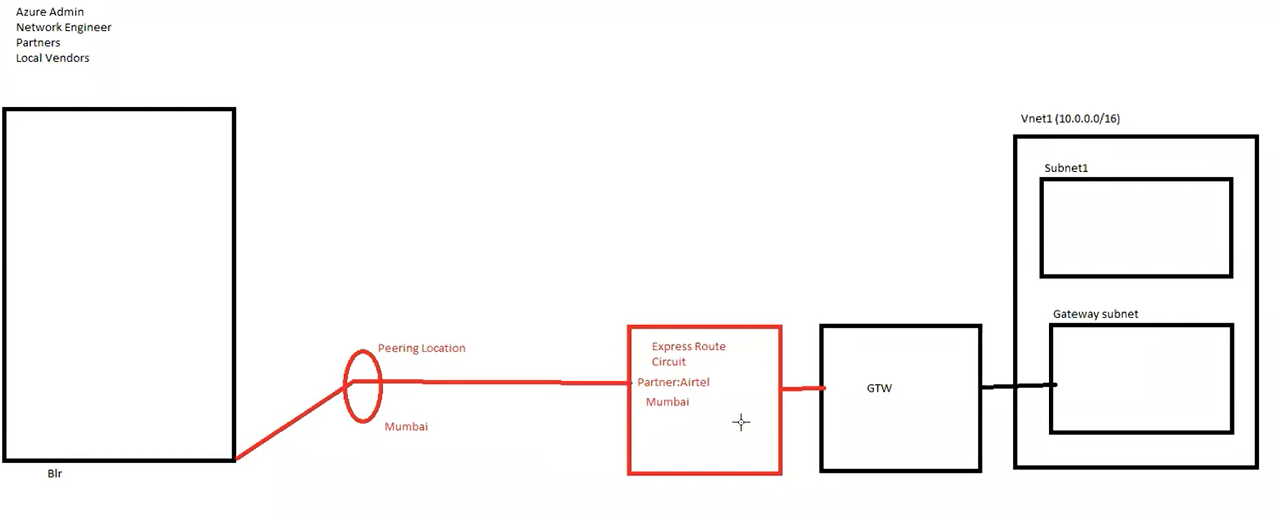 Azure Admin
Network Engineer
Partners
Local Vendors
Vnet1 (10.0.0.0/16)
Subnet1
Gateway subnet
Peering Location
Mumbai
Express Route
Circuit
Partner:Airtel
Mumbai
GTW
Blr